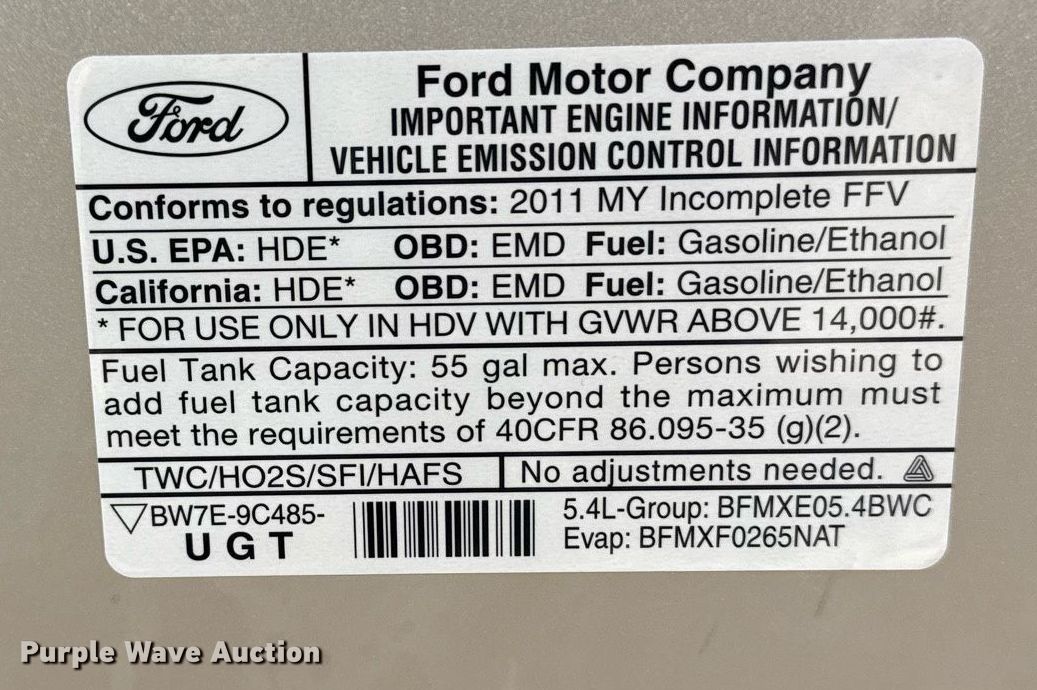 Ford
Ford Motor Company
IMPORTANT ENGINE INFORMATION/
VEHICLE EMISSION CONTROL INFORMATION
Conforms to regulations: 2011 MY Incomplete FFV
U.S. EPA: HDE* OBD: EMD Fuel: Gasoline/Ethanol
California: HDE* OBD: EMD Fuel: Gasoline/Ethanol
* FOR USE ONLY IN HDV WITH GVWR ABOVE 14,000#.
Fuel Tank Capacity: 55 gal max. Persons wishing to
add fuel tank capacity beyond the maximum must
meet the requirements of 40CFR 86.095-35 (g)(2).
TWC/HO2S/SFI/HAFS No adjustments needed.
BW7E-9C485-
UGT
5.4L-Group: BFMXE05.4BWC
Evap: BFMXF0265NAT
Purple Wave Auction